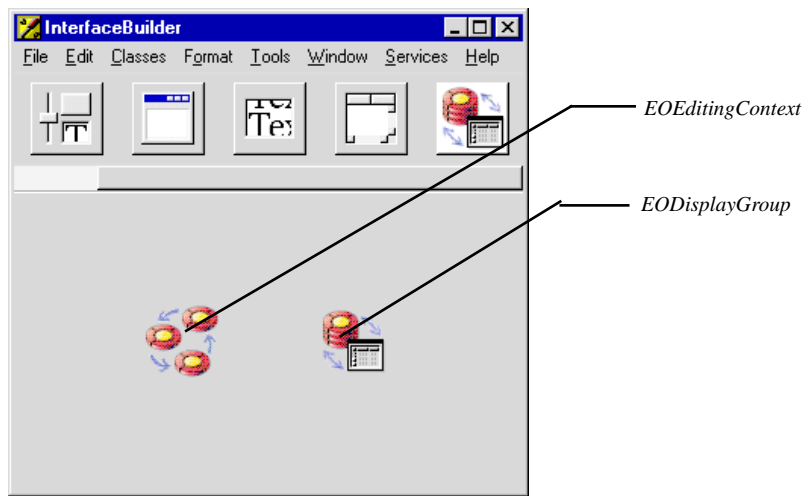 InterfaceBuilder
File Edit Classes Format Tools Window Services Help
EOEditingContext
EODisplayGroup